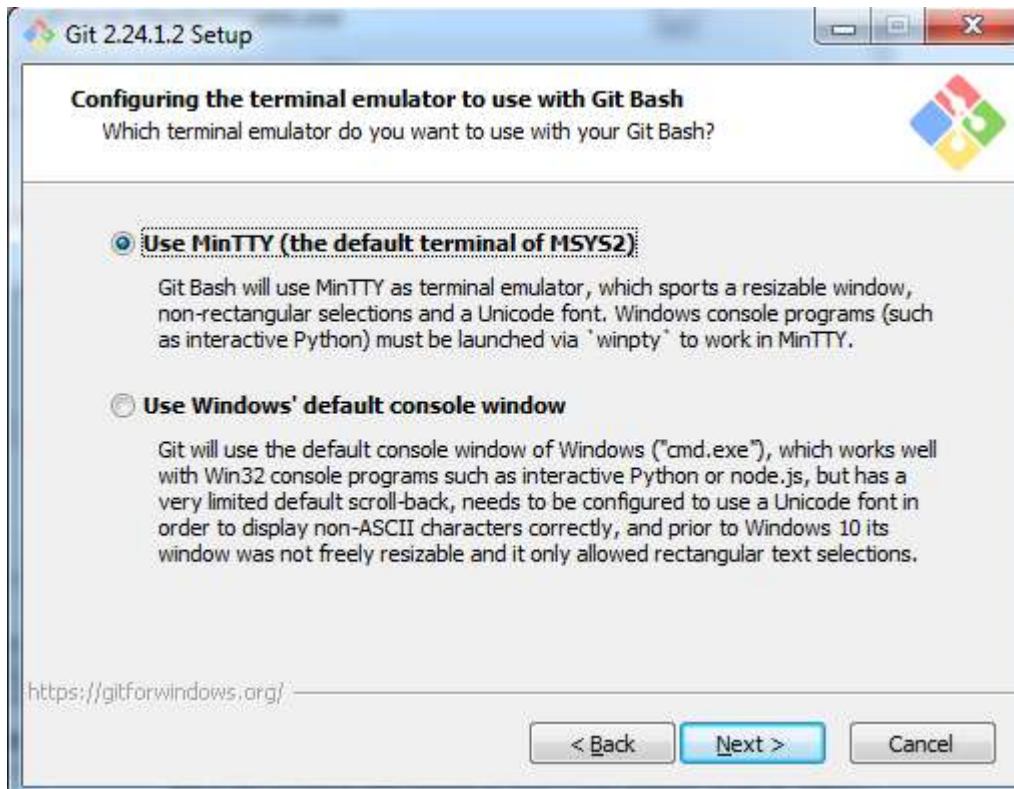 Git 2.24.1.2 Setup
Configuring the terminal emulator to use with Git Bash
Which terminal emulator do you want to use with your Git Bash?
Use MinTTY (the default terminal of MSYS2)
Git Bash will use MinTTY as terminal emulator, which sports a resizable window,
non-rectangular selections and a Unicode font. Windows console programs (such
as interactive Python) must be launched via `winpty` to work in MinTTY.
Use Windows' default console window
Git will use the default console window of Windows ("cmd.exe"), which works well
with Win32 console programs such as interactive Python or node.js, but has a
very limited default scroll-back, needs to be configured to use a Unicode font in
order to display non-ASCII characters correctly, and prior to Windows 10 its
window was not freely resizable and it only allowed rectangular text selections.
https://gitforwindows.org/
< Back
Next >
Cancel